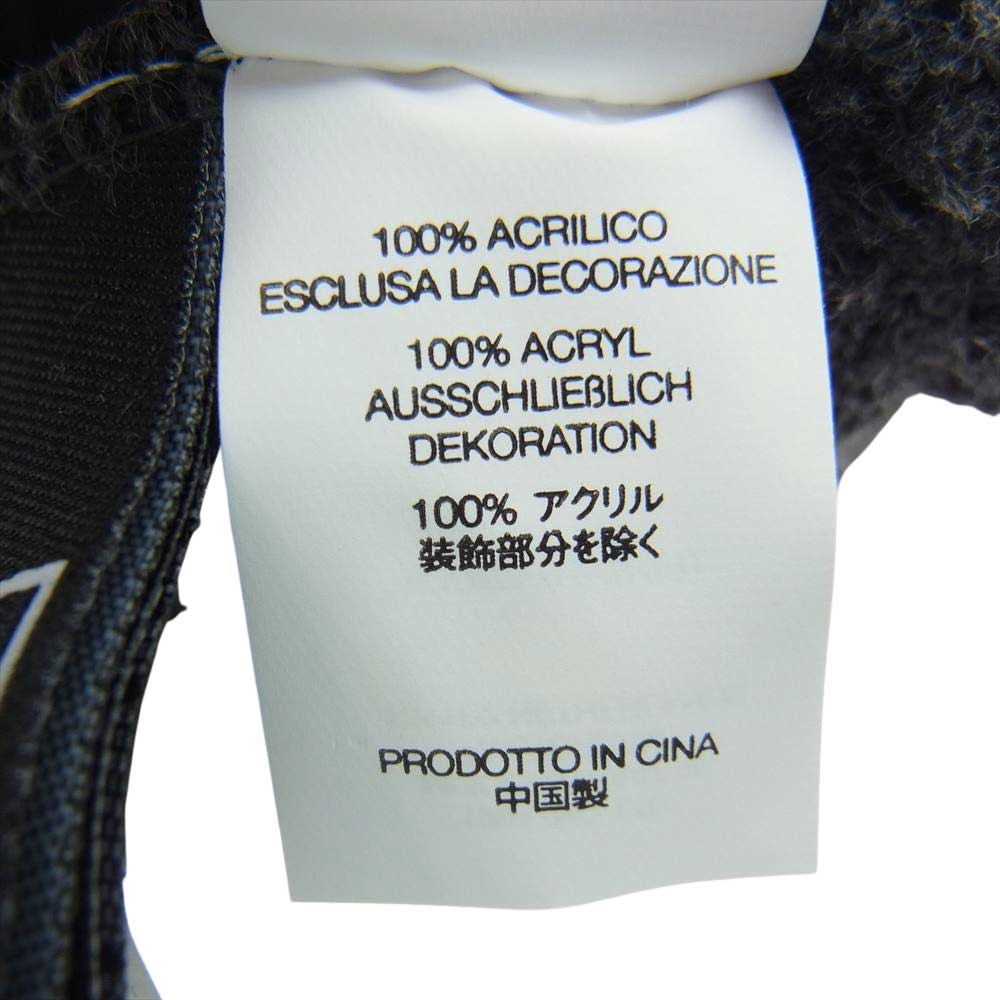 100% ACRILICO
ESCLUSA LA DECORAZIONE
100% ACRYL
AUSSCHLIEßLICH
DEKORATION
100% アクリル
装飾部分を除く
PRODOTTO IN CINA
中国製